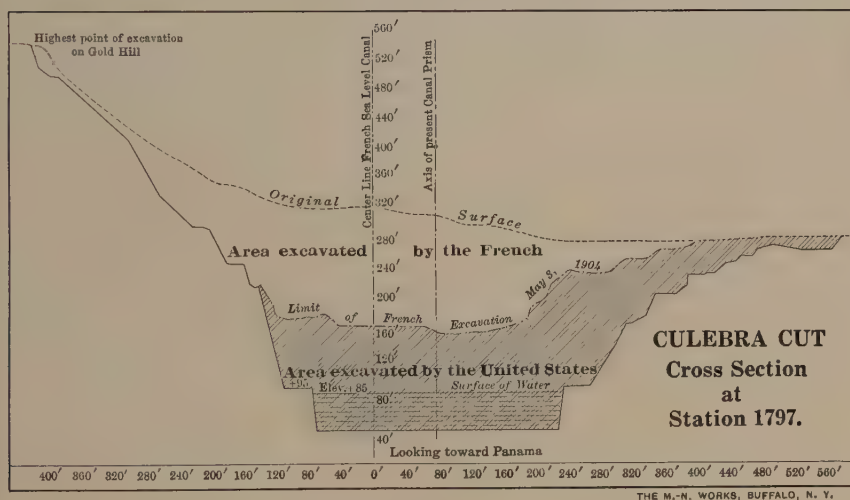 Highest point of excavation
on Gold Hill
560'
520'
480'
440'
400'
360'
320'
280'
240'
200'
160'
120'
80'
40'
Center Line French Sea Level Canal
Axis of present Canal Prism
Original Surface
Area excavated by the French
May 3, 1904
Limit of French Excavation
Area excavated by the United States
+95 Elev.+85 Surface of Water
Looking toward Panama
CULEBRA CUT
Cross Section
at
Station 1797.
400' 360' 320' 280' 240' 200' 160' 120' 80' 40' 0' 40' 80' 120' 160' 200' 240' 280' 320' 360' 400' 440' 480' 520' 560'
THE M.-N. WORKS, BUFFALO, N. Y.